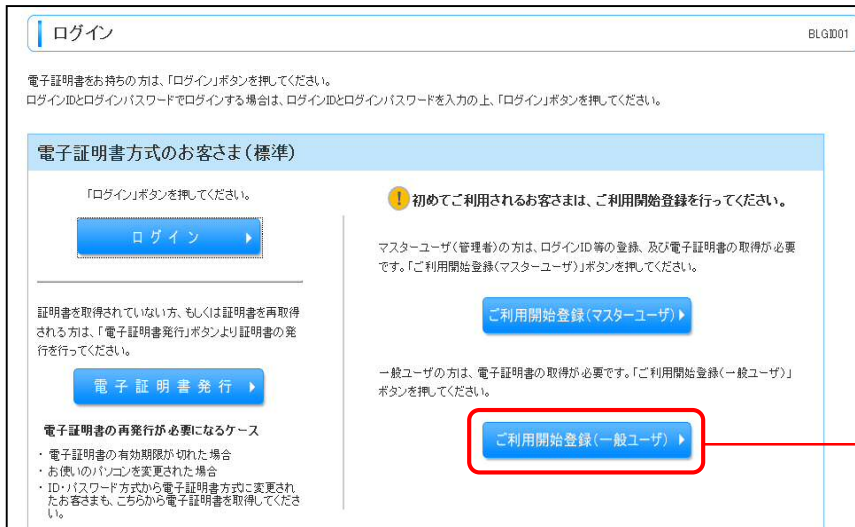 ログイン
BLGI001
電子証明書をお持ちの方は、「ログイン」ボタンを押してください。
ログインIDとログインパスワードでログインする場合は、ログインIDとログインパスワードを入力の上、「ログイン」ボタンを押してください。
電子証明書方式のお客さま(標準)
「ログイン」ボタンを押してください。
ログイン
証明書を取得されていない方、もしくは証明書を再取得
される方は、「電子証明書発行」ボタンより証明書の発
行を行ってください。
電子証明書発行
電子証明書の再発行が必要になるケース
・電子証明書の有効期限が切れた場合
・お使いのパソコンを変更された場合
・ID・パスワード方式から電子証明書方式に変更され
たお客さまも、こちらから電子証明書を取得してくださ
い。
! 初めてご利用されるお客さまは、ご利用開始登録を行ってください。
マスターユーザ(管理者)の方は、ログインID等の登録、及び電子証明書の取得が必要
です。「ご利用開始登録(マスターユーザ)」ボタンを押してください。
ご利用開始登録(マスターユーザ)
一般ユーザの方は、電子証明書の取得が必要です。「ご利用開始登録(一般ユーザ)」
ボタンを押してください。
ご利用開始登録(一般ユーザ)